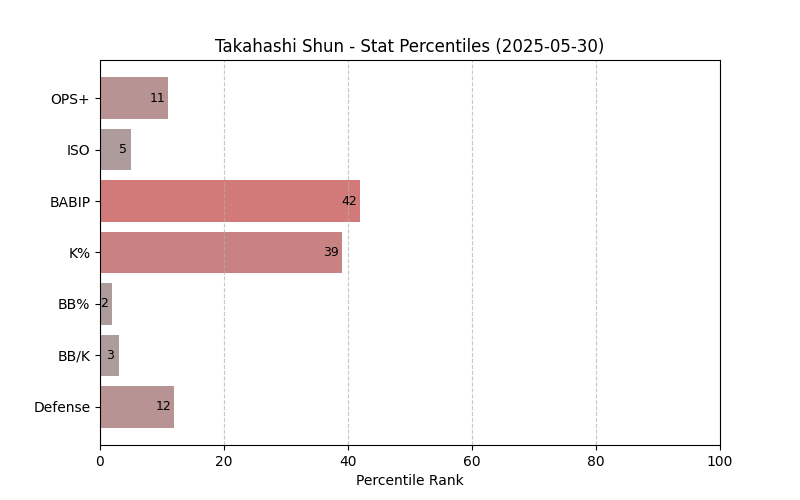 Takahashi Shun - Stat Percentiles (2025-05-30)
OPS+ 11
ISO 5
BABIP 42
K% 39
BB% 2
BB/K 3
Defense 12
0 20 40 60 80 100
Percentile Rank